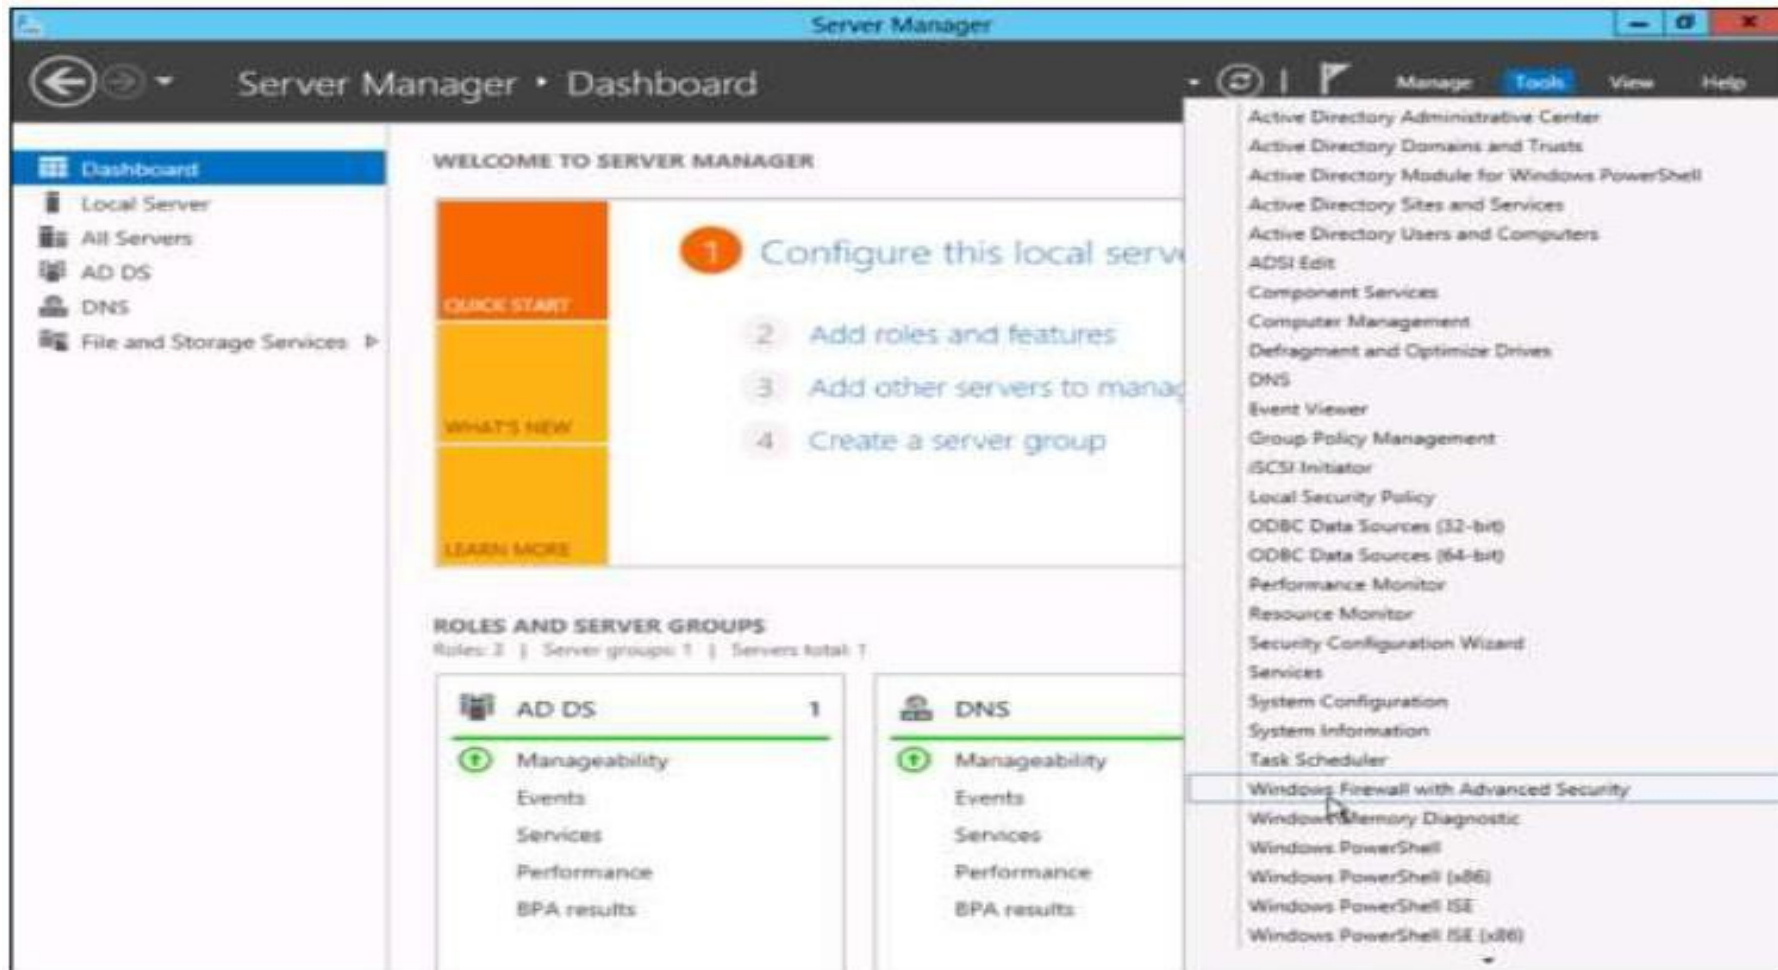 Server Manager
Server Manager • Dashboard
Manage Tools View Help
Dashboard
Local Server
All Servers
AD DS
DNS
File and Storage Services
WELCOME TO SERVER MANAGER
QUICK START
WHAT'S NEW
LEARN MORE
1 Configure this local serv
2 Add roles and features
3 Add other servers to manag
4 Create a server group
ROLES AND SERVER GROUPS
Server groups: 1 | Servers total: 1
AD DS 1
Manageability
Events
Services
Performance
BPA results
DNS
Manageability
Events
Services
Performance
BPA results
Active Directory Administrative Center
Active Directory Domains and Trusts
Active Directory Module for Windows PowerShell
Active Directory Sites and Services
Active Directory Users and Computers
ADSI Edit
Component Services
Computer Management
Defragment and Optimize Drives
DNS
Event Viewer
Group Policy Management
iSCSI Initiator
Local Security Policy
ODBC Data Sources (32-bit)
ODBC Data Sources (64-bit)
Performance Monitor
Resource Monitor
Security Configuration Wizard
Services
System Configuration
System Information
Task Scheduler
Windows Firewall with Advanced Security
Windows Memory Diagnostic
Windows PowerShell
Windows PowerShell (x86)
Windows PowerShell ISE
Windows PowerShell ISE (x86)